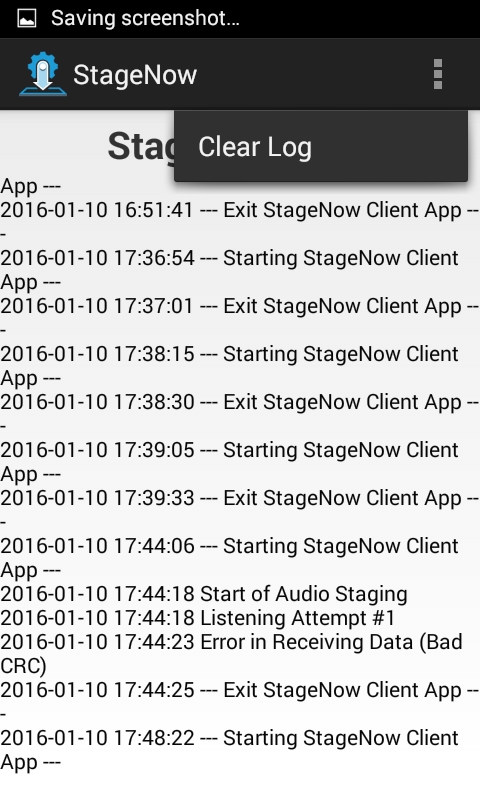 Saving screenshot...
StageNow
Clear Log
Stag
App ---
2016-01-10 16:51:41 --- Exit StageNow Client App --
-
2016-01-10 17:36:54 --- Starting StageNow Client
App ---
2016-01-10 17:37:01 --- Exit StageNow Client App --
-
2016-01-10 17:38:15 --- Starting StageNow Client
App ---
2016-01-10 17:38:30 --- Exit StageNow Client App --
-
2016-01-10 17:39:05 --- Starting StageNow Client
App ---
2016-01-10 17:39:33 --- Exit StageNow Client App --
-
2016-01-10 17:44:06 --- Starting StageNow Client
App ---
2016-01-10 17:44:18 Start of Audio Staging
2016-01-10 17:44:18 Listening Attempt #1
2016-01-10 17:44:23 Error in Receiving Data (Bad
CRC)
2016-01-10 17:44:25 --- Exit StageNow Client App --
-
2016-01-10 17:48:22 --- Starting StageNow Client
App ---